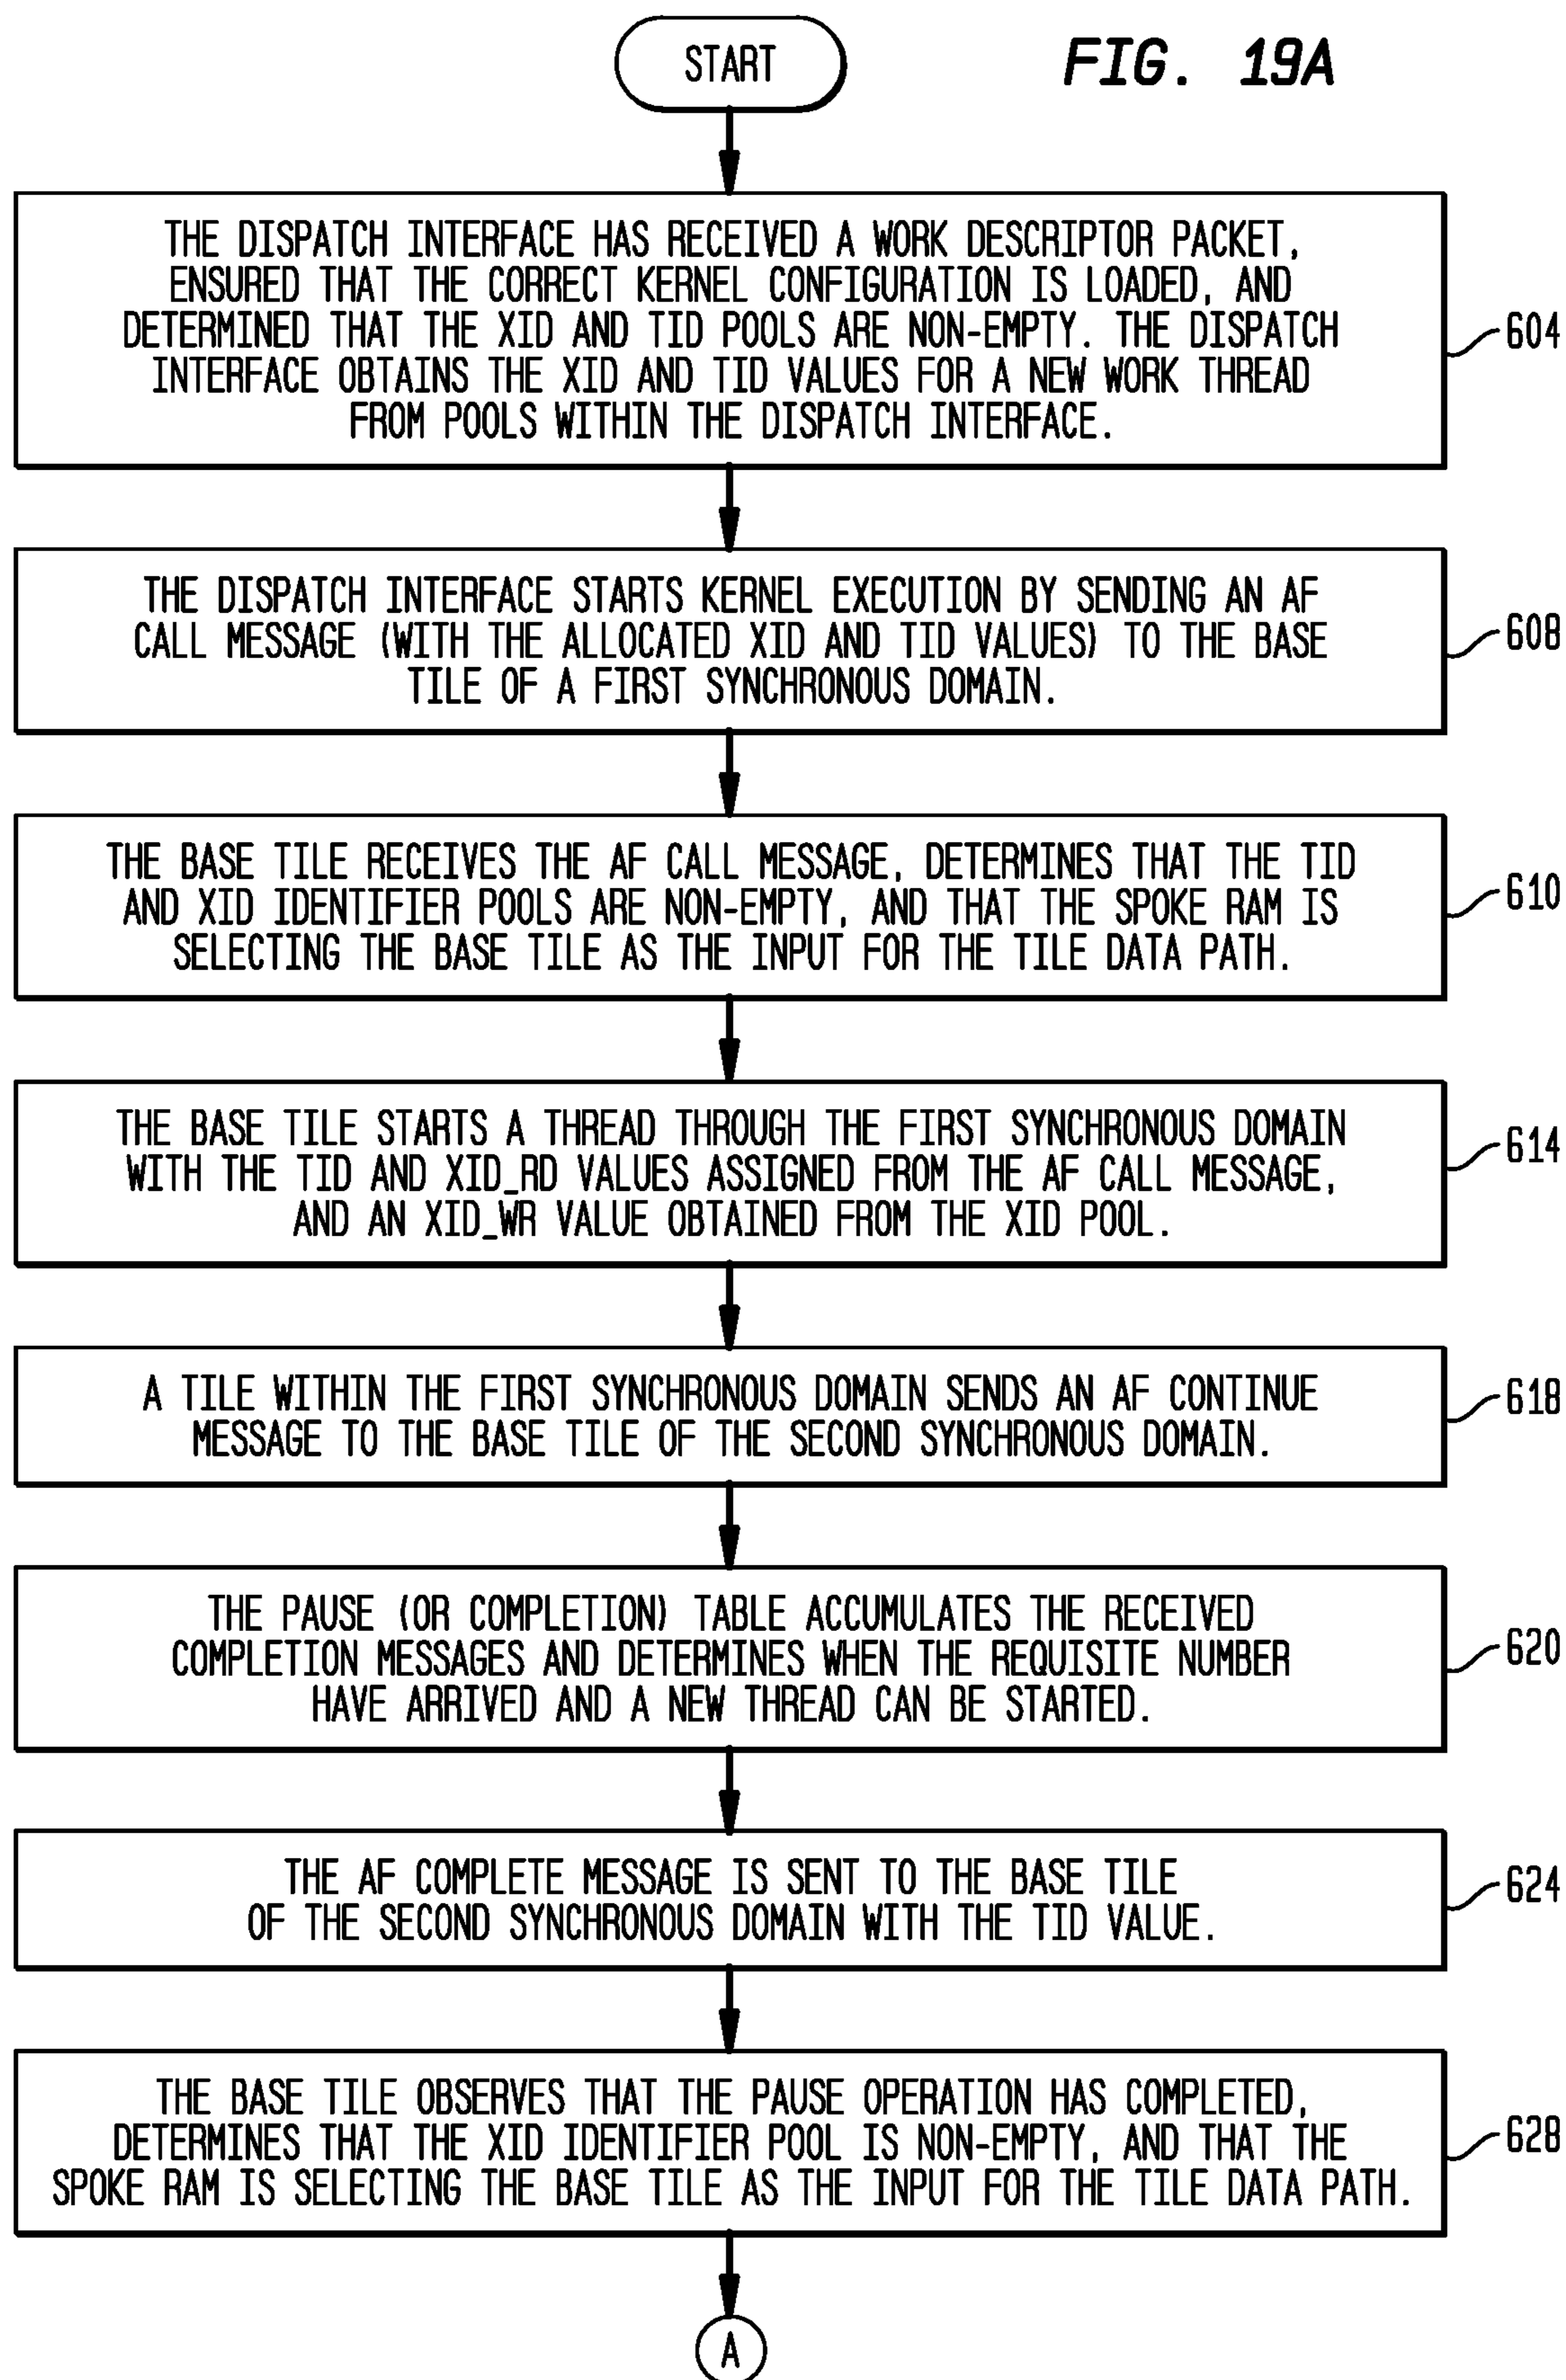 START
FIG. 19A
THE DISPATCH INTERFACE HAS RECEIVED A WORK DESCRIPTOR PACKET,
ENSURED THAT THE CORRECT KERNEL CONFIGURATION IS LOADED, AND
DETERMINED THAT THE XID AND TID POOLS ARE NON-EMPTY. THE DISPATCH
INTERFACE OBTAINS THE XID AND TID VALUES FOR A NEW WORK THREAD
FROM POOLS WITHIN THE DISPATCH INTERFACE.
604
THE DISPATCH INTERFACE STARTS KERNEL EXECUTION BY SENDING AN AF
CALL MESSAGE (WITH THE ALLOCATED XID AND TID VALUES) TO THE BASE
TILE OF A FIRST SYNCHRONOUS DOMAIN.
608
THE BASE TILE RECEIVES THE AF CALL MESSAGE, DETERMINES THAT THE TID
AND XID IDENTIFIER POOLS ARE NON-EMPTY, AND THAT THE SPOKE RAM IS
SELECTING THE BASE TILE AS THE INPUT FOR THE TILE DATA PATH.
610
THE BASE TILE STARTS A THREAD THROUGH THE FIRST SYNCHRONOUS DOMAIN
WITH THE TID AND XID_RD VALUES ASSIGNED FROM THE AF CALL MESSAGE,
AND AN XID_WR VALUE OBTAINED FROM THE XID POOL.
614
A TILE WITHIN THE FIRST SYNCHRONOUS DOMAIN SENDS AN AF CONTINUE
MESSAGE TO THE BASE TILE OF THE SECOND SYNCHRONOUS DOMAIN.
618
THE PAUSE (OR COMPLETION) TABLE ACCUMULATES THE RECEIVED
COMPLETION MESSAGES AND DETERMINES WHEN THE REQUISITE NUMBER
HAVE ARRIVED AND A NEW THREAD CAN BE STARTED.
620
THE AF COMPLETE MESSAGE IS SENT TO THE BASE TILE
OF THE SECOND SYNCHRONOUS DOMAIN WITH THE TID VALUE.
624
THE BASE TILE OBSERVES THAT THE PAUSE OPERATION HAS COMPLETED,
DETERMINES THAT THE XID IDENTIFIER POOL IS NON-EMPTY, AND THAT THE
SPOKE RAM IS SELECTING THE BASE TILE AS THE INPUT FOR THE TILE DATA PATH.
628
A